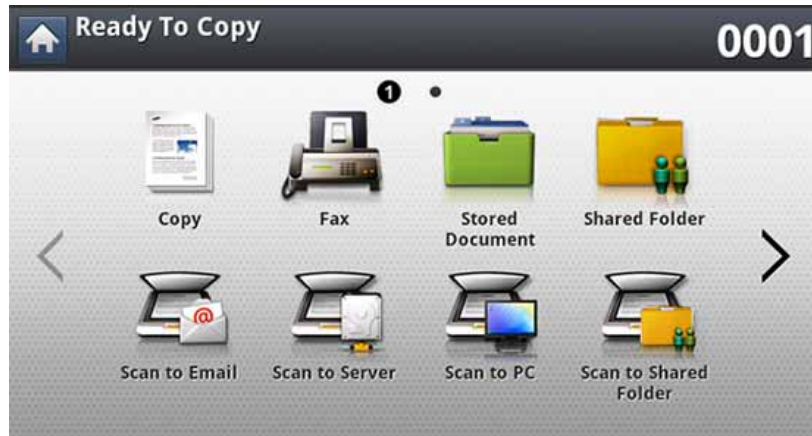 Ready To Copy
0001
1
Copy
Fax
Stored
Document
Shared Folder
Scan to Email
Scan to Server
Scan to PC
Scan to Shared
Folder